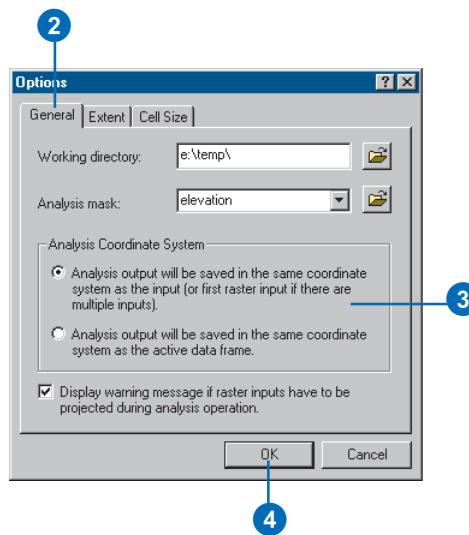 2
Options
General Extent Cell Size
Working directory: e:\temp\
Analysis mask: elevation
Analysis Coordinate System
Analysis output will be saved in the same coordinate
system as the input (or first raster input if there are
multiple inputs).
3
Analysis output will be saved in the same coordinate
system as the active data frame.
Display warning message if raster inputs have to be
projected during analysis operation.
OK Cancel
4